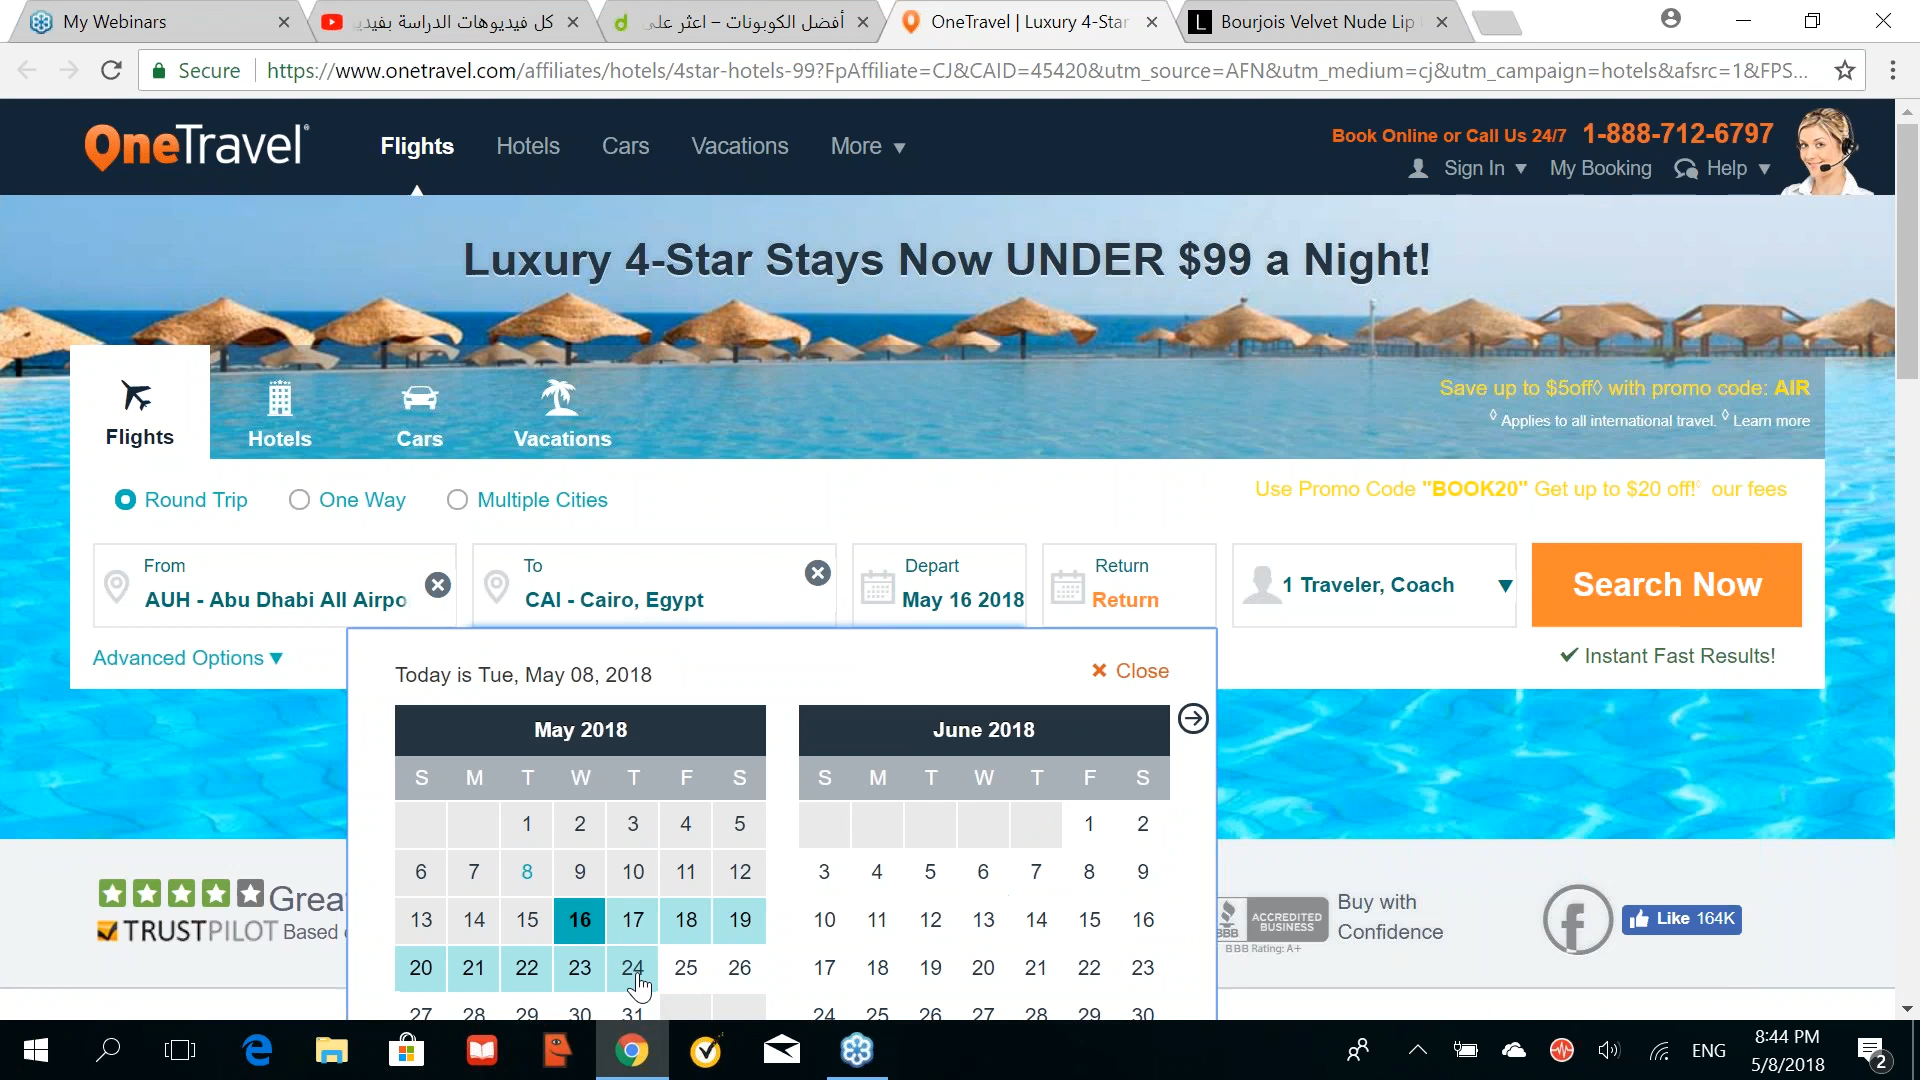 My Webinars
كل فيديوهات الدراسة بفيديـ
أفضل الكوبونات – اعثر على
OneTravel | Luxury 4-Star
Bourjois Velvet Nude Lip
Secure
https://www.onetravel.com/affiliates/hotels/4star-hotels-99?FpAffiliate=CJ&CAID=45420&utm_source=AFN&utm_medium=cj&utm_campaign=hotels&afsrc=1&FPS...
OneTravel
Flights
Hotels
Cars
Vacations
More
Book Online or Call Us 24/7 1-888-712-6797
Sign In
My Booking
Help
Luxury 4-Star Stays Now UNDER $99 a Night!
Flights
Hotels
Cars
Vacations
Save up to $5off◊ with promo code: AIR
◊ Applies to all international travel. ◊ Learn more
Round Trip
One Way
Multiple Cities
Use Promo Code "BOOK20" Get up to $20 off!◊ our fees
From
AUH - Abu Dhabi All Airpo
To
CAI - Cairo, Egypt
Depart
May 16 2018
Return
Return
1 Traveler, Coach
Search Now
Advanced Options
Instant Fast Results!
Today is Tue, May 08, 2018
Close
May 2018
S M T W T F S
1 2 3 4 5
6 7 8 9 10 11 12
13 14 15 16 17 18 19
20 21 22 23 24 25 26
27 28 29 30 31
June 2018
S M T W T F S
1 2
3 4 5 6 7 8 9
10 11 12 13 14 15 16
17 18 19 20 21 22 23
24 25 26 27 28 29 30
Great
TRUSTPILOT Based
BBB
ACCREDITED
BUSINESS
BBB Rating: A+
Buy with
Confidence
Like 164K
ENG
8:44 PM
5/8/2018
2